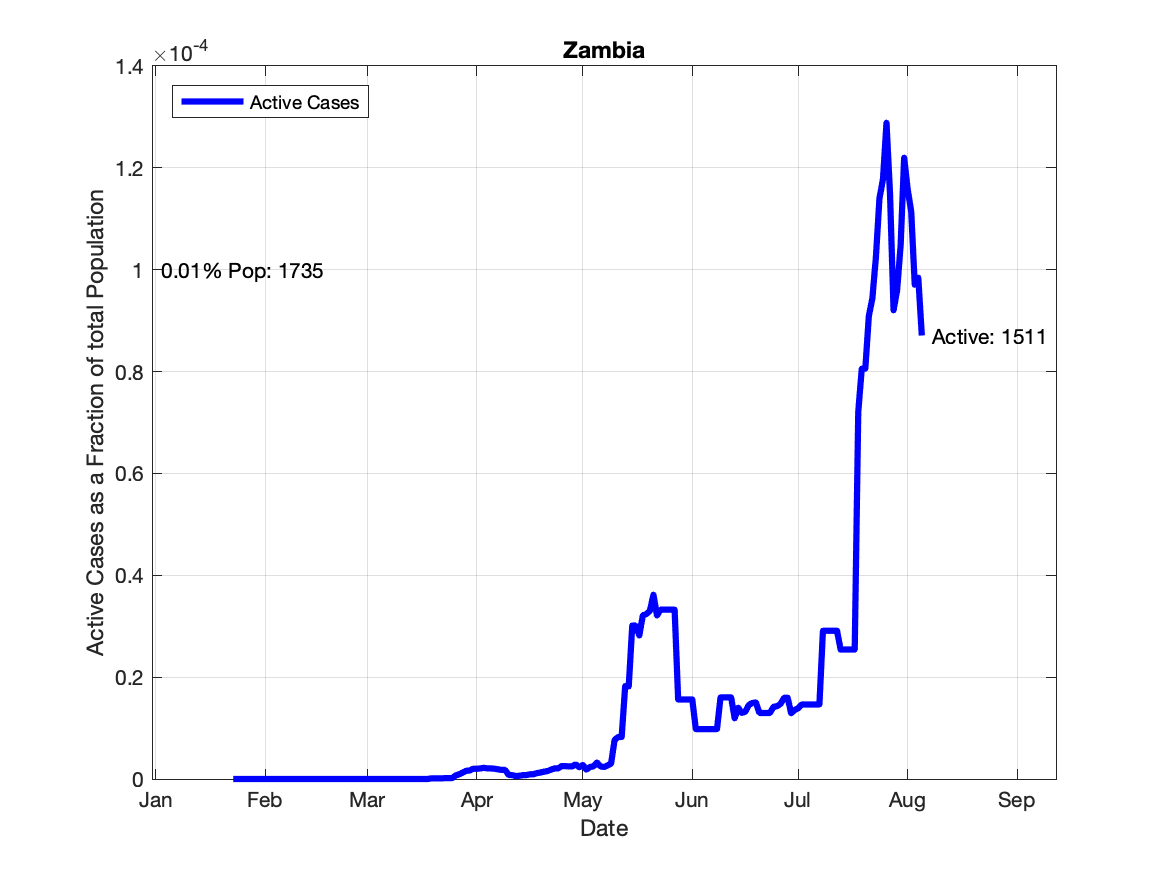 Zambia
×10-4
Active Cases
1.4
1.2
1
0.8
0.6
0.4
0.2
0
Active Cases as a Fraction of total Population
0.01% Pop: 1735
Active: 1511
Jan Feb Mar Apr May Jun Jul Aug Sep
Date